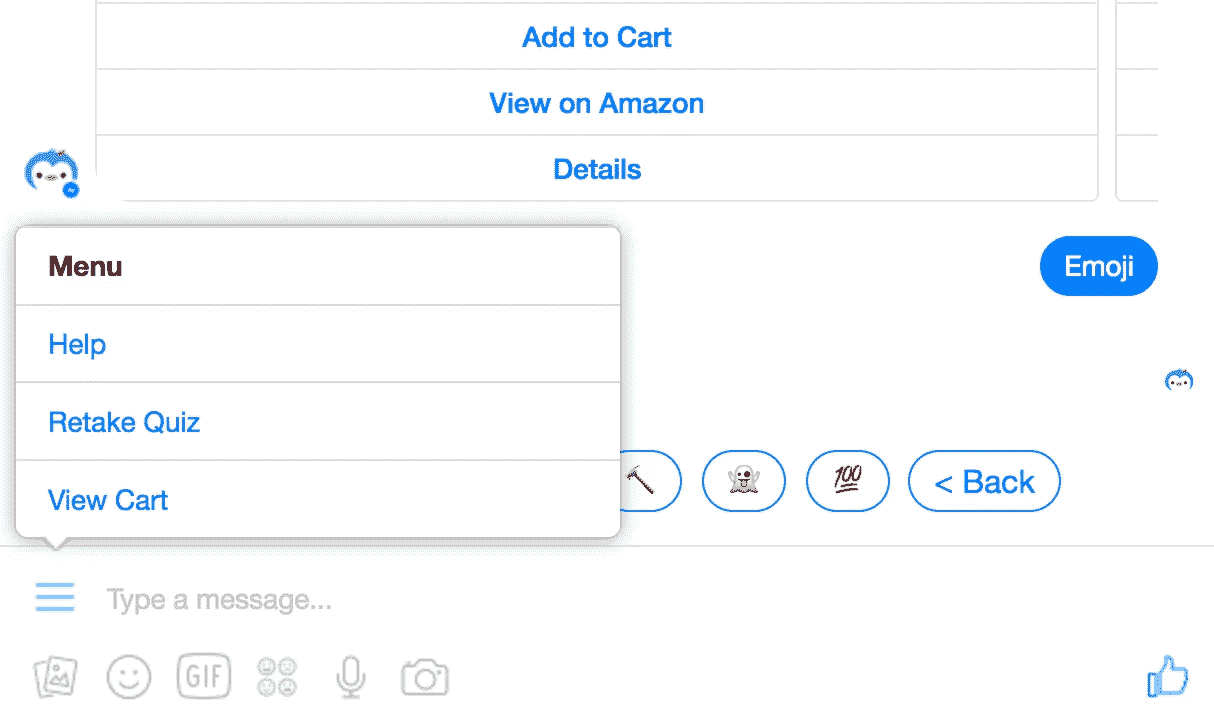 Add to Cart
View on Amazon
Details
Emoji
Menu
Help
Retake Quiz
View Cart
💯
< Back
Type a message...
GIF